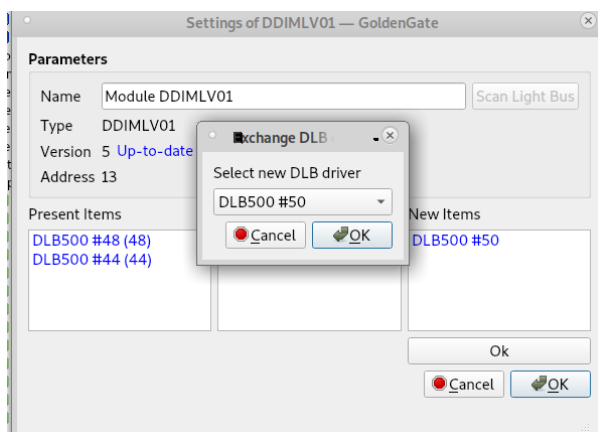 Settings of DDIMLV01 — GoldenGate
Parameters
Name Module DDIMLV01 Scan Light Bus
Type DDIMLV01
Version 5 Up-to-date
Address 13
Exchange DLB
Select new DLB driver
DLB500 #50
Cancel OK
Present Items New Items
DLB500 #48 (48) DLB500 #50
DLB500 #44 (44)
Ok
Cancel OK